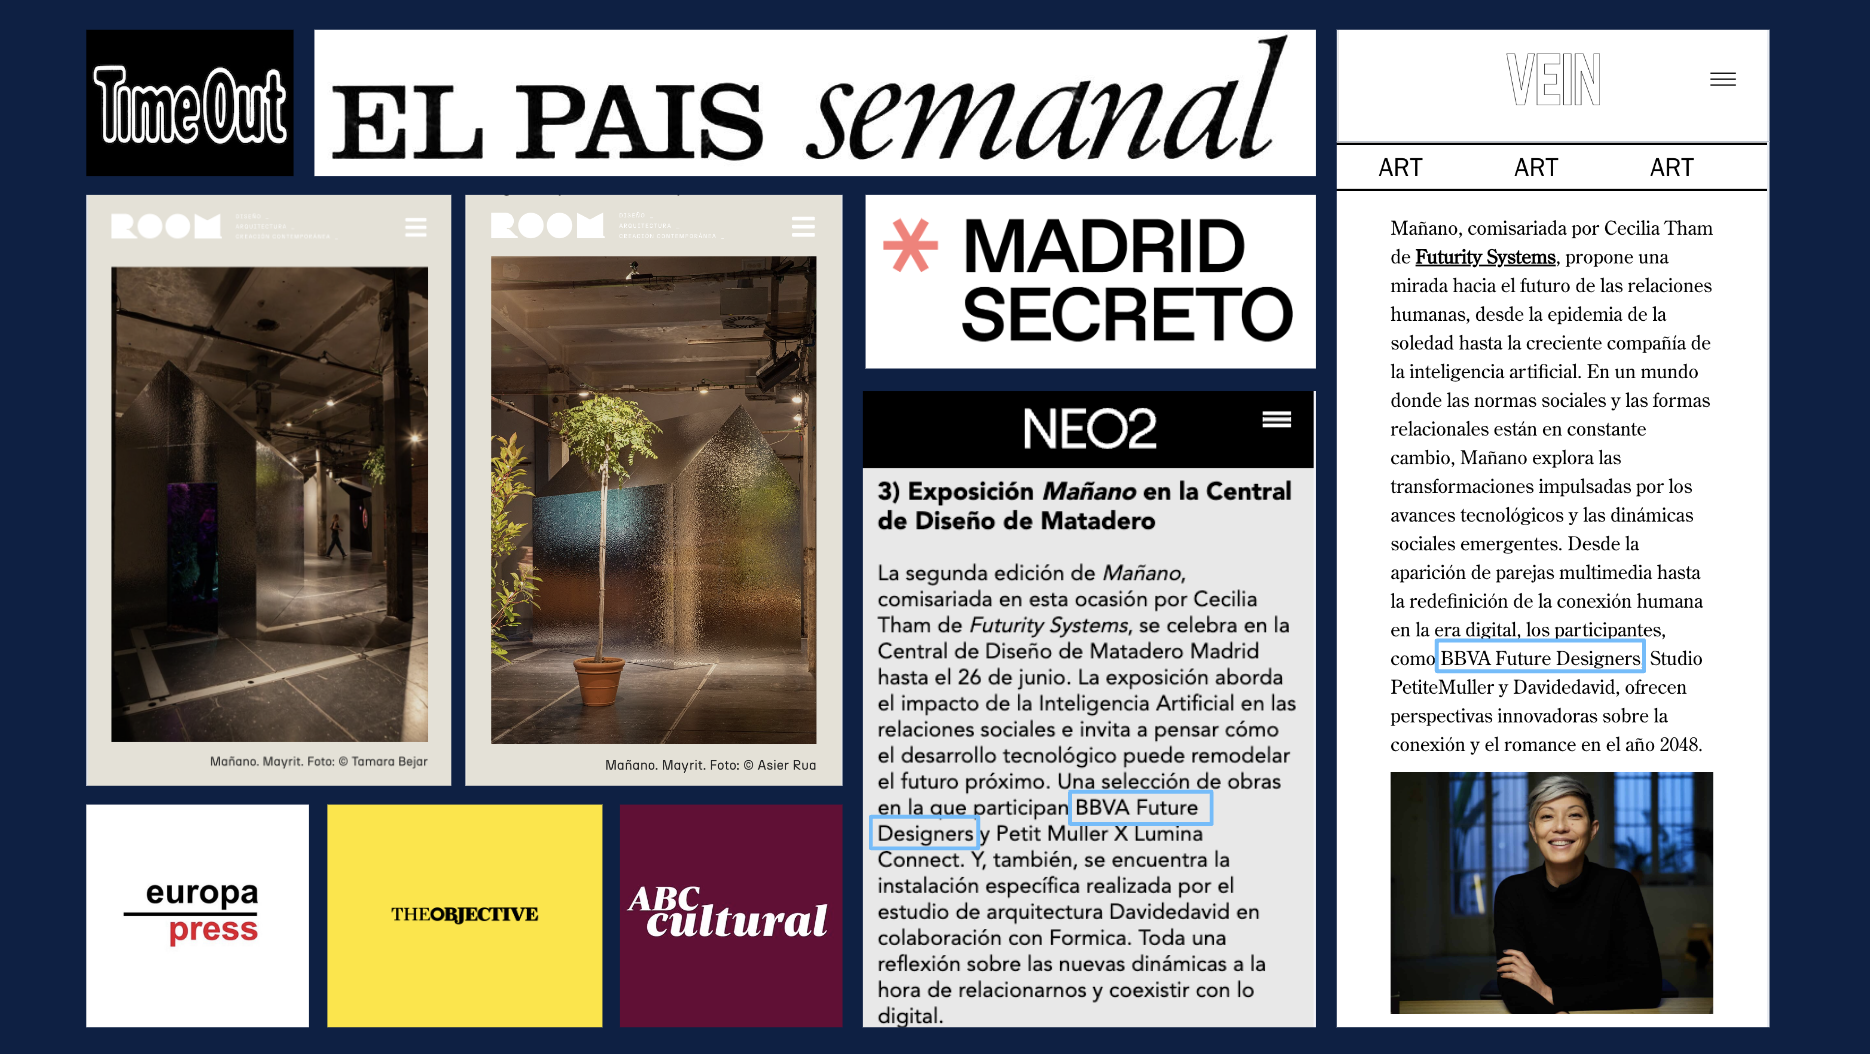 TimeOut
EL PAIS semanal
ROOM
DISEÑO _
ARQUITECTURA _
CREACIÓN CONTEMPORÁNEA _
Mañano. Mayrit. Foto: © Tamara Bejar
ROOM
DISEÑO _
ARQUITECTURA _
CREACIÓN CONTEMPORÁNEA _
Mañano. Mayrit. Foto: © Asier Rua
MADRID
SECRETO
europa
press
THEOBJECTIVE
ABC
cultural
NEO2
3) Exposición Mañano en la Central
de Diseño de Matadero
La segunda edición de Mañano,
comisariada en esta ocasión por Cecilia
Tham de Futurity Systems, se celebra en la
Central de Diseño de Matadero Madrid
hasta el 26 de junio. La exposición aborda
el impacto de la Inteligencia Artificial en las
relaciones sociales e invita a pensar cómo
el desarrollo tecnológico puede remodelar
el futuro próximo. Una selección de obras
en la que participan BBVA Future
Designers y Petit Muller X Lumina
Connect. Y, también, se encuentra la
instalación específica realizada por el
estudio de arquitectura Davidedavid en
colaboración con Formica. Toda una
reflexión sobre las nuevas dinámicas a la
hora de relacionarnos y coexistir con lo
digital.
VEIN
ART ART ART
Mañano, comisariada por Cecilia Tham
de Futurity Systems, propone una
mirada hacia el futuro de las relaciones
humanas, desde la epidemia de la
soledad hasta la creciente compañía de
la inteligencia artificial. En un mundo
donde las normas sociales y las formas
relacionales están en constante
cambio, Mañano explora las
transformaciones impulsadas por los
avances tecnológicos y las dinámicas
sociales emergentes. Desde la
aparición de parejas multimedia hasta
la redefinición de la conexión humana
en la era digital, los participantes,
como BBVA Future Designers, Studio
PetiteMuller y Davidedavid, ofrecen
perspectivas innovadoras sobre la
conexión y el romance en el año 2048.